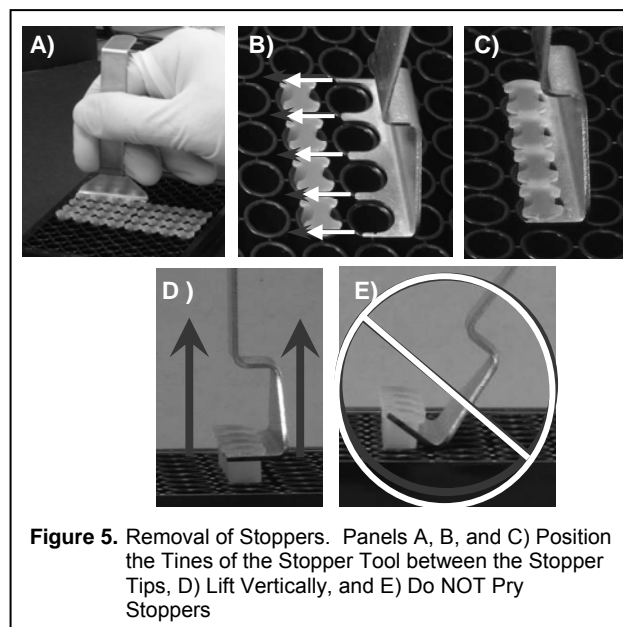 A)
B)
C)
D )
E)
Figure 5. Removal of Stoppers. Panels A, B, and C) Position
the Tines of the Stopper Tool between the Stopper
Tips, D) Lift Vertically, and E) Do NOT Pry
Stoppers